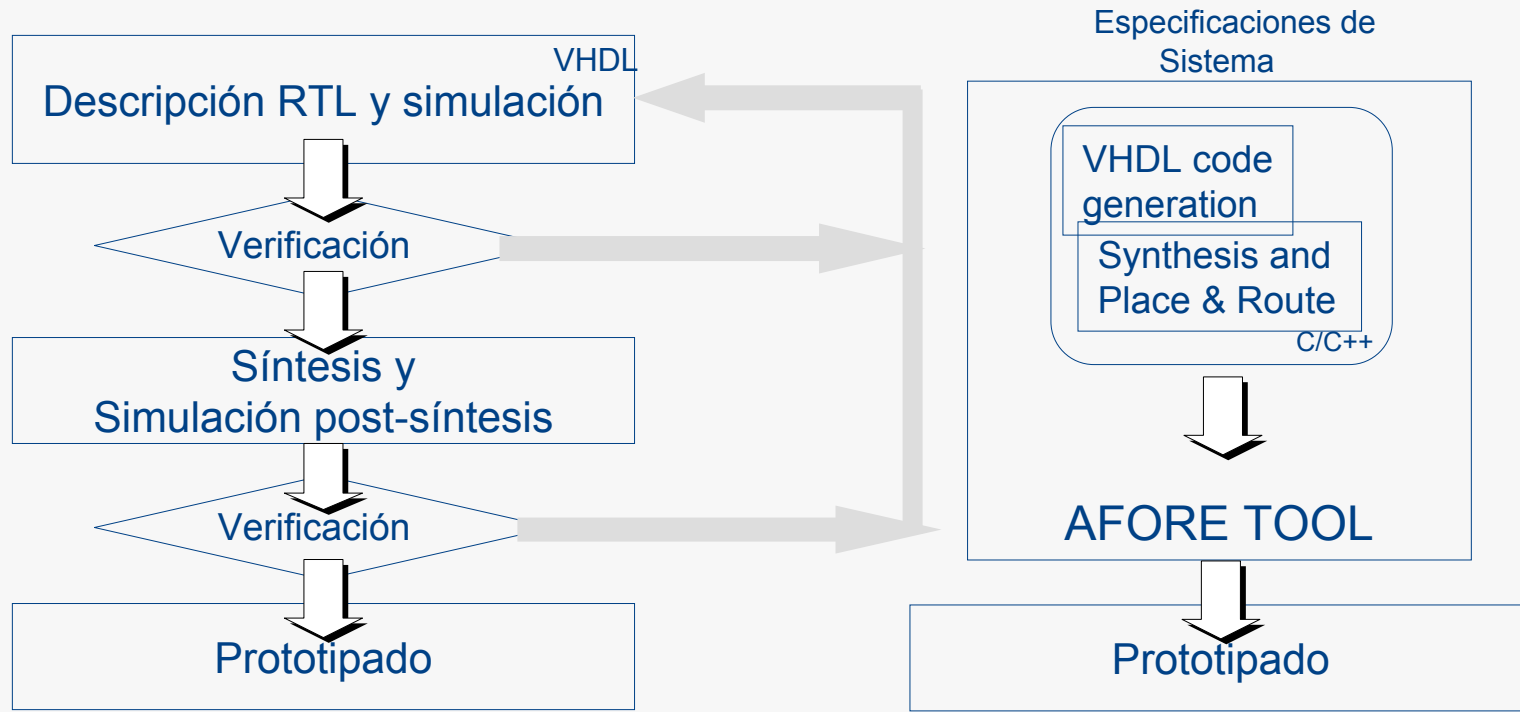 VHDL
Descripción RTL y simulación
Verificación
Síntesis y
Simulación post-síntesis
Verificación
Prototipado
Especificaciones de
Sistema
VHDL code
generation
Synthesis and
Place & Route
C/C++
AFORE TOOL
Prototipado